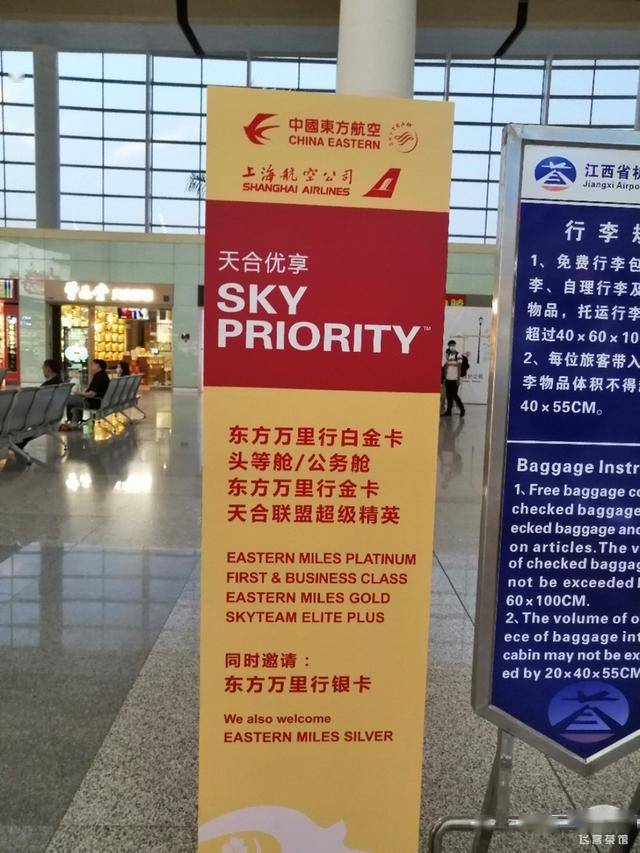 中國東方航空
CHINA EASTERN
SKYTEAM
上海航空公司
SHANGHAI AIRLINES
天合优享
SKY
PRIORITY™
东方万里行白金卡
头等舱/公务舱
东方万里行金卡
天合联盟超级精英
EASTERN MILES PLATINUM
FIRST & BUSINESS CLASS
EASTERN MILES GOLD
SKYTEAM ELITE PLUS
同时邀请：
东方万里行银卡
We also welcome
EASTERN MILES SILVER
江西省机
Jiangxi Airpor
行李规
1、免费行李包
李、自理行李及
物品，托运行李
超过40×60×10
2、每位旅客带入
李物品体积不得
40×55CM。
Baggage Instr
1、Free baggage co
checked baggage
ecked baggage and
on articles. The v
of checked baggag
not be exceeded
60×100CM.
2、The volume of o
ece of baggage int
cabin may not be ex
ed by 20×40×55CM
飞客茶馆